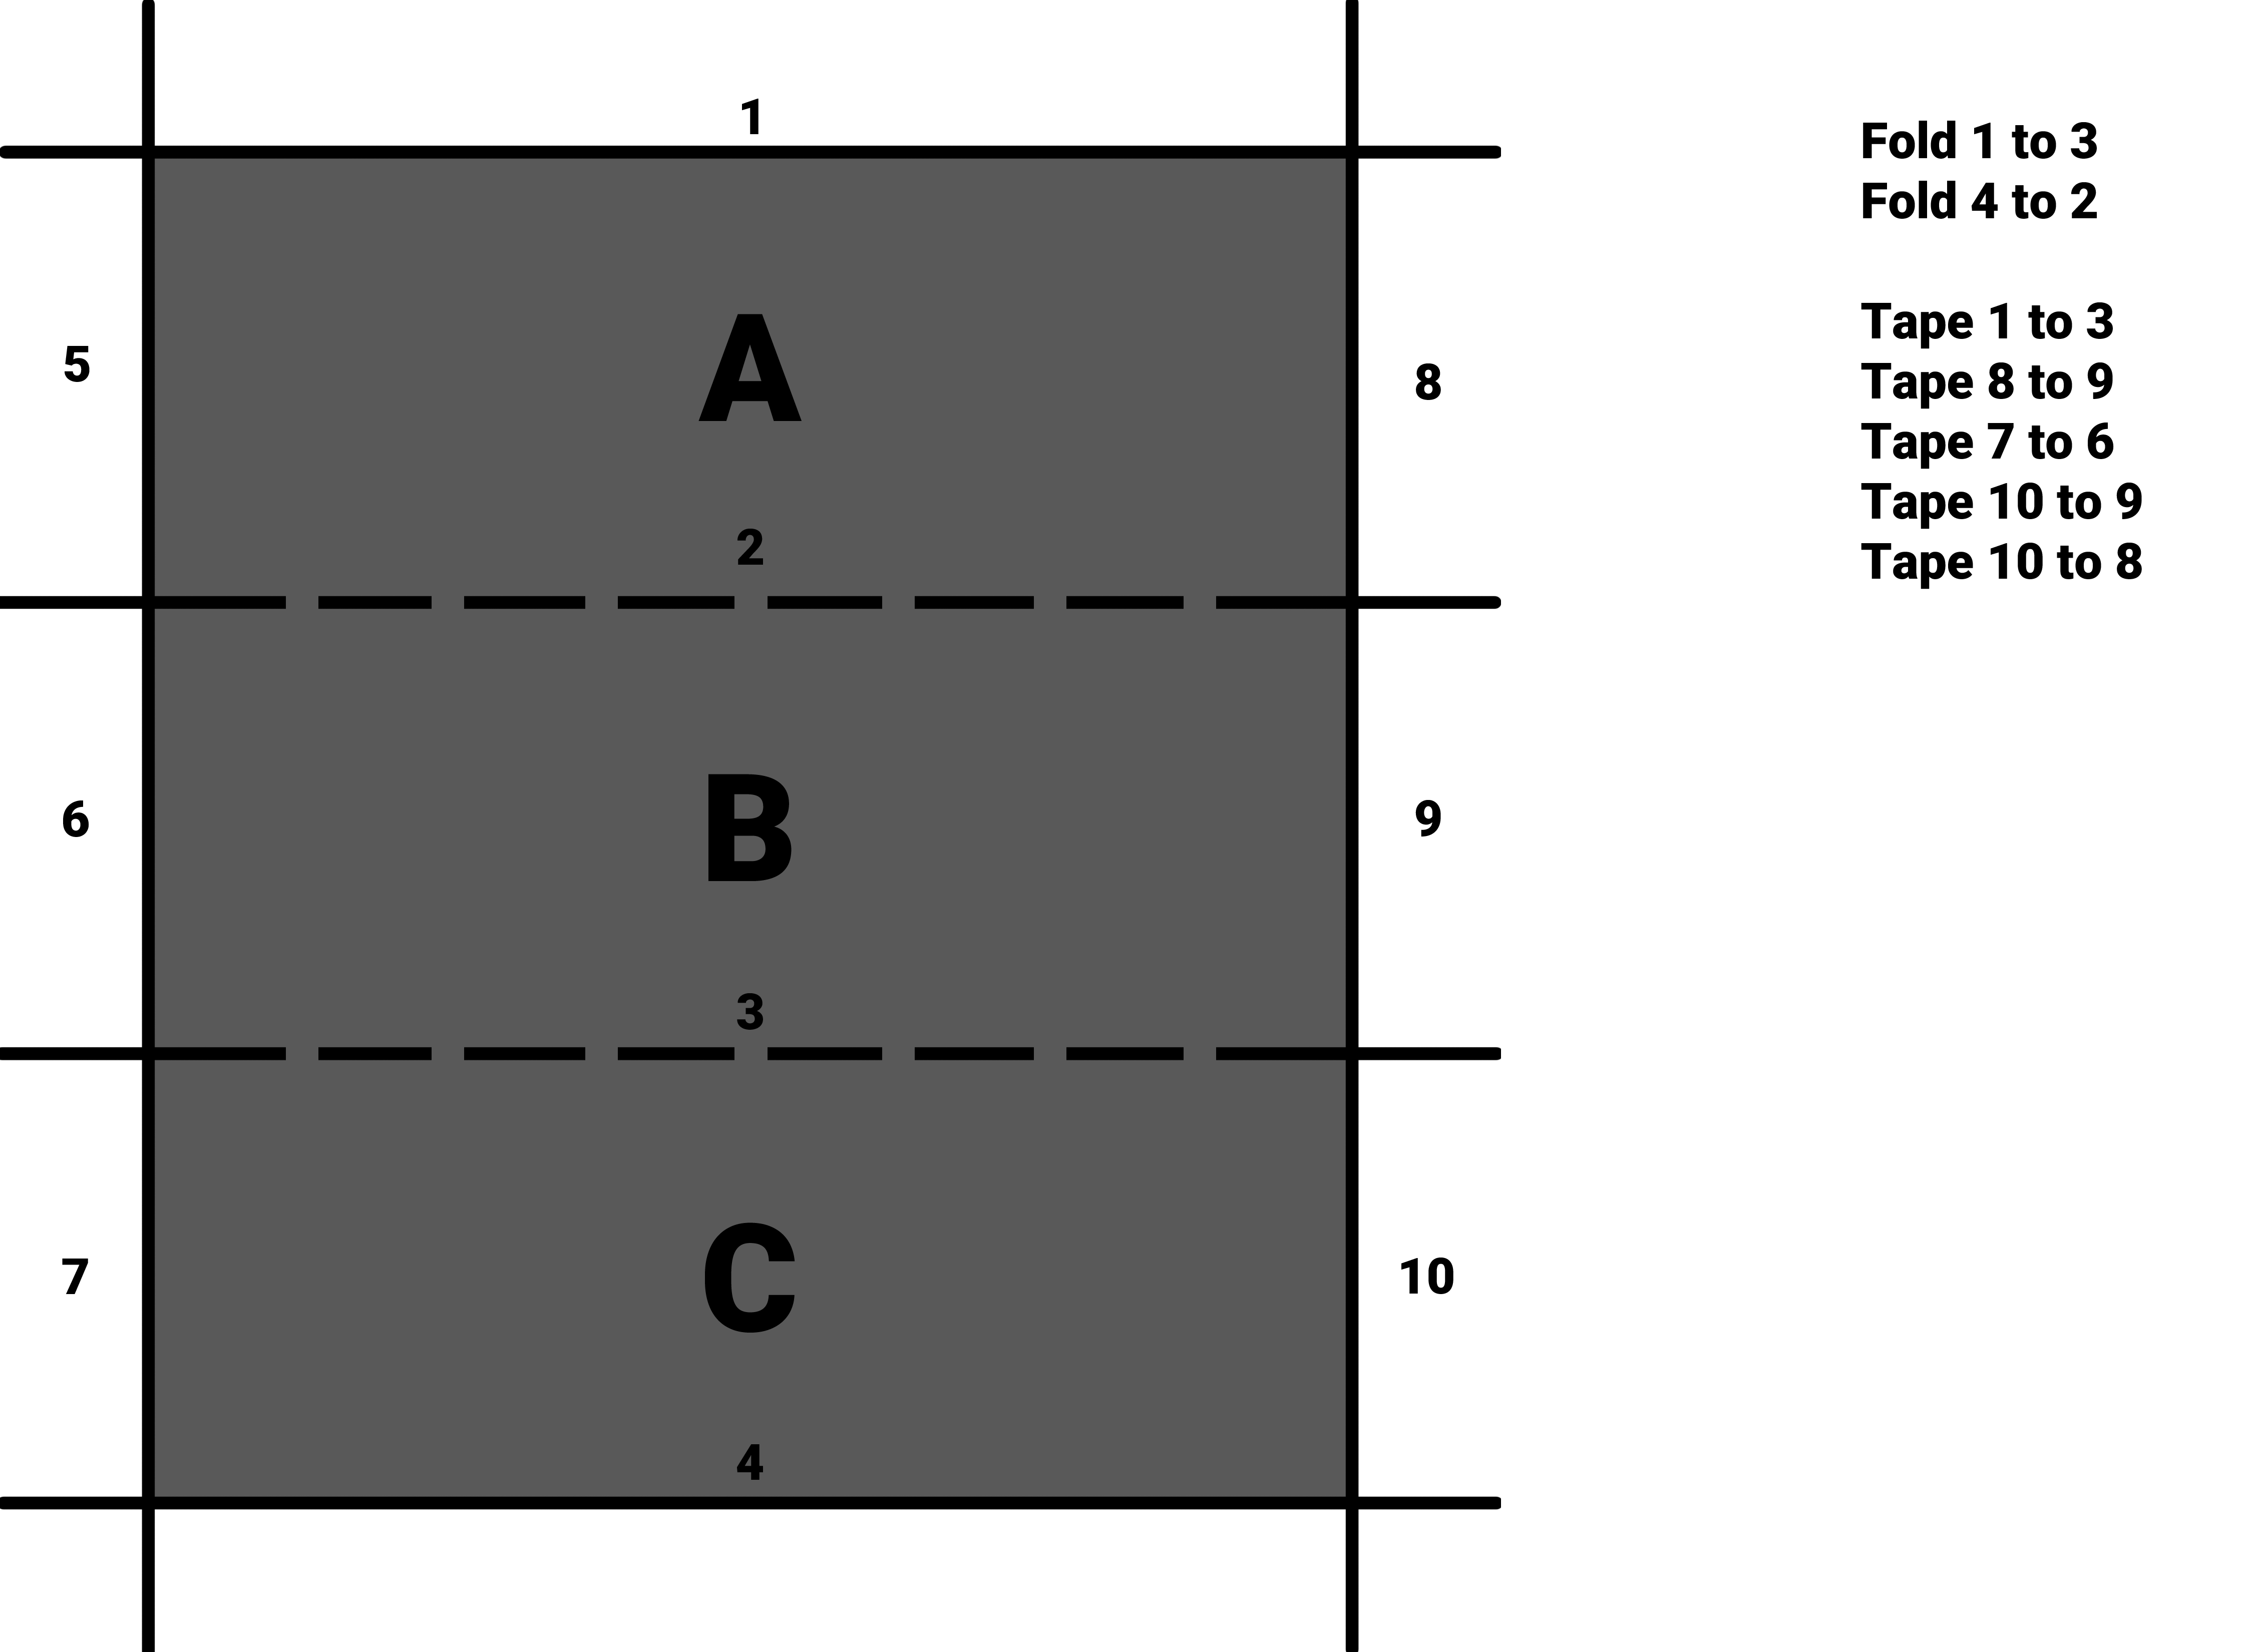 1
Fold 1 to 3
Fold 4 to 2
Tape 1 to 3
Tape 8 to 9
Tape 7 to 6
Tape 10 to 9
Tape 10 to 8
5
A
8
2
6
B
9
3
7
C
10
4